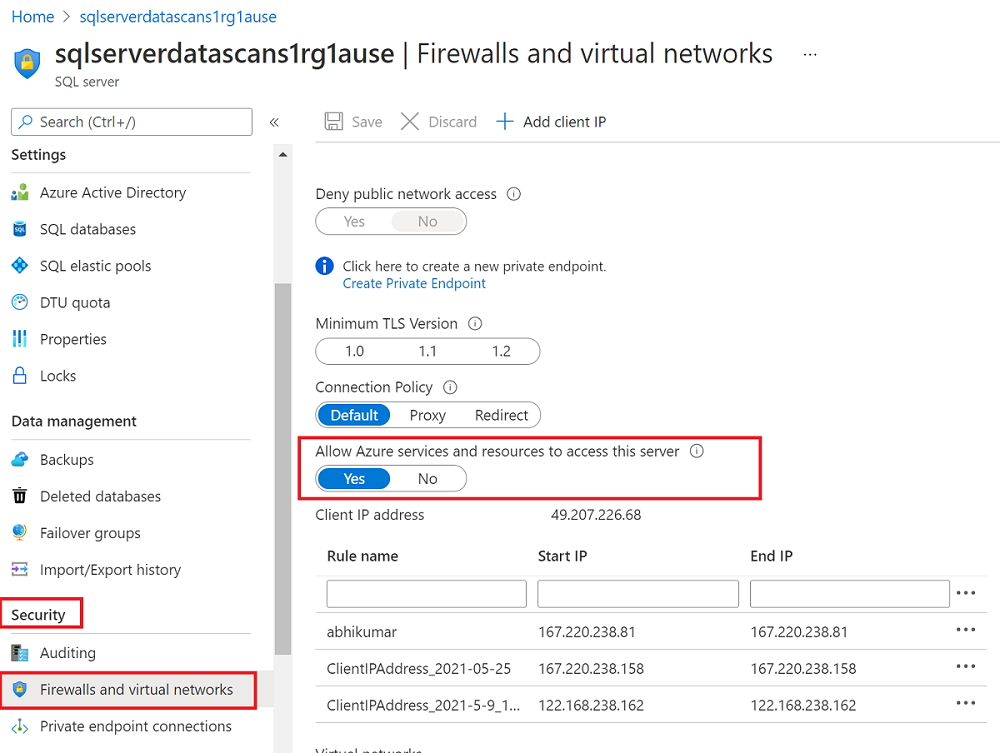 Home > sqlserverdatascans1rg1ause
sqlserverdatascans1rg1ause | Firewalls and virtual networks ...
SQL server
Search (Ctrl+/)
«
Save
Discard
Add client IP
Settings
Azure Active Directory
SQL databases
SQL elastic pools
DTU quota
Properties
Locks
Data management
Backups
Deleted databases
Failover groups
Import/Export history
Security
Auditing
Firewalls and virtual networks
Private endpoint connections
Deny public network access
Yes No
Click here to create a new private endpoint.
Create Private Endpoint
Minimum TLS Version
1.0 1.1 1.2
Connection Policy
Default Proxy Redirect
Allow Azure services and resources to access this server
Yes No
Client IP address 49.207.226.68
Rule name Start IP End IP
abhikumar 167.220.238.81 167.220.238.81
ClientIPAddress_2021-05-25 167.220.238.158 167.220.238.158
ClientIPAddress_2021-5-9_1... 122.168.238.162 122.168.238.162
Virtual networks